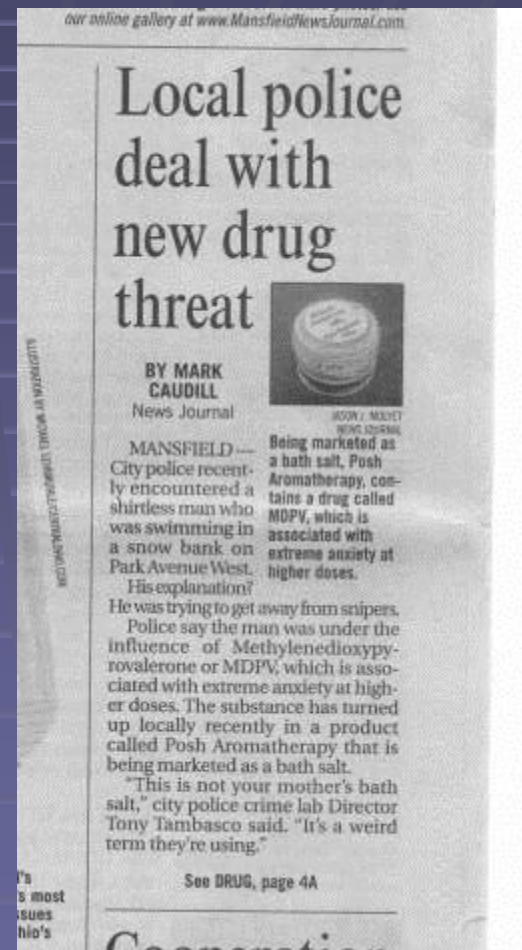 our online gallery at www.MansfieldNewsJournal.com.
Local police
deal with
new drug
threat
BY MARK
CAUDILL
News Journal
JASON J. MOLYET
NEWS JOURNAL
Being marketed as
a bath salt, Posh
Aromatherapy, con-
tains a drug called
MDPV, which is
associated with
extreme anxiety at
higher doses.
MANSFIELD —
City police recent-
ly encountered a
shirtless man who
was swimming in
a snow bank on
Park Avenue West.
His explanation?
He was trying to get away from snipers.
Police say the man was under the
influence of Methylenedioxypy-
rovalerone or MDPV, which is asso-
ciated with extreme anxiety at high-
er doses. The substance has turned
up locally recently in a product
called Posh Aromatherapy that is
being marketed as a bath salt.
"This is not your mother's bath
salt," city police crime lab Director
Tony Tambasco said. "It's a weird
term they're using."
See DRUG, page 4A
l's
s most
ssues
hio's